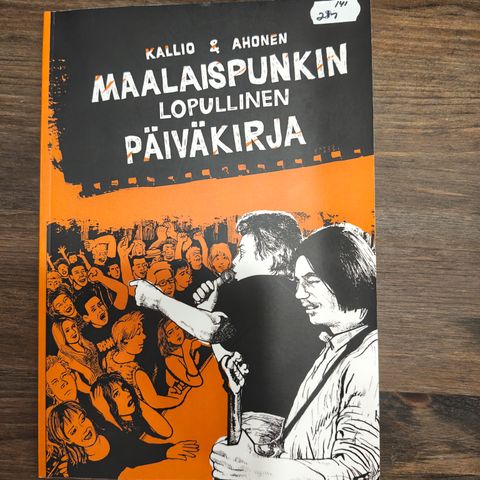 KALLIO & AHONEN
MAALAISPUNKIN
LOPULLINEN
PÄIVÄKIRJA